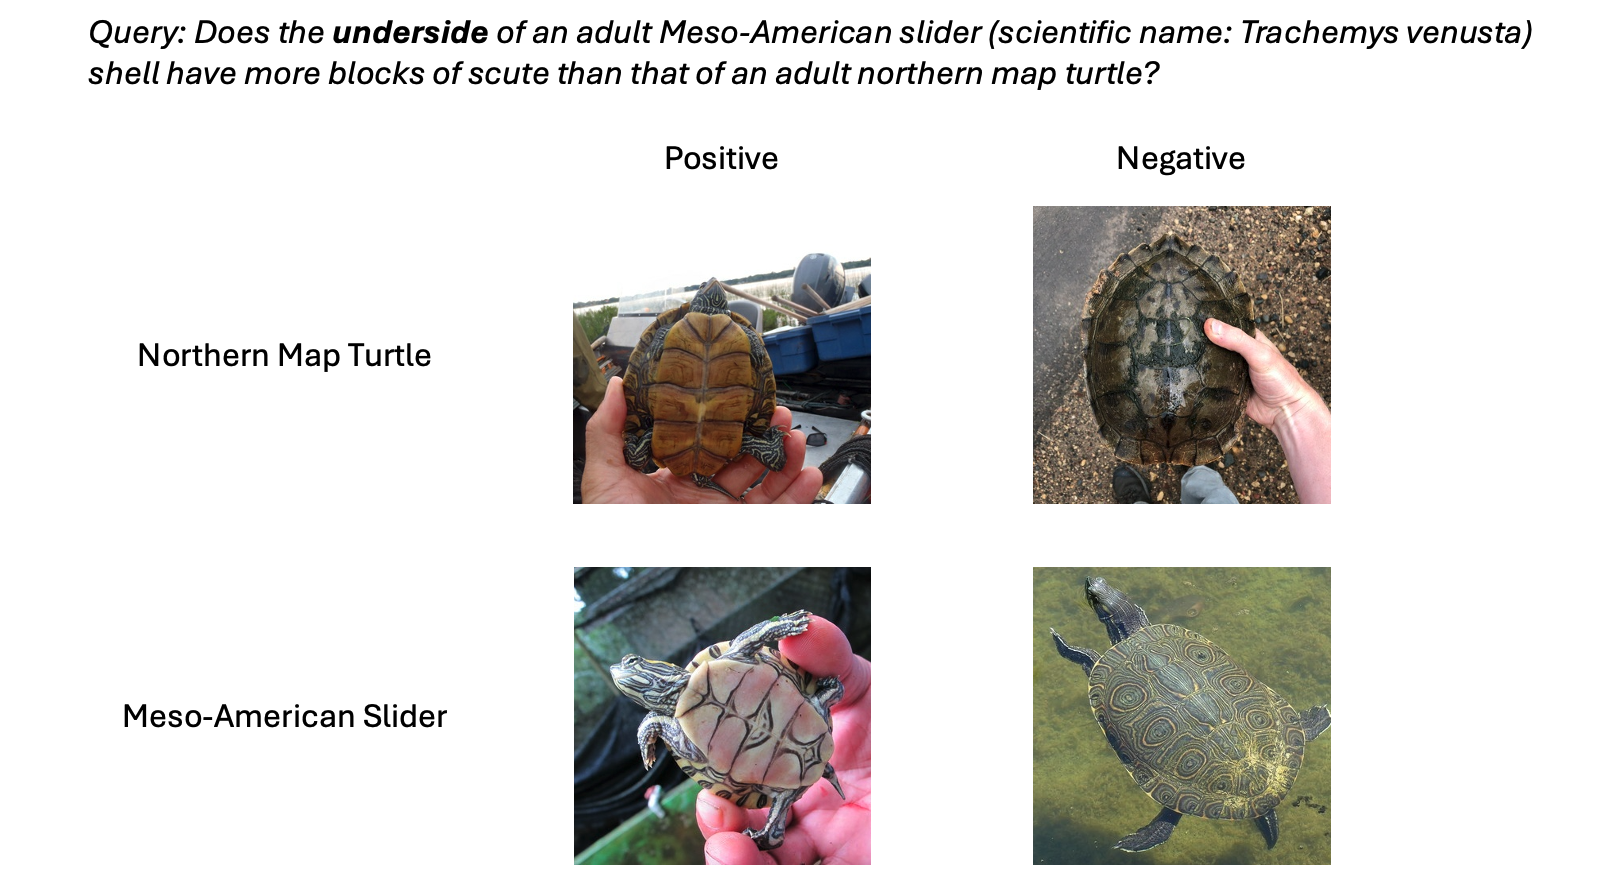 Query: Does the underside of an adult Meso-American slider (scientific name: Trachemys venusta)
shell have more blocks of scute than that of an adult northern map turtle?
Positive
Negative
Northern Map Turtle
Meso-American Slider